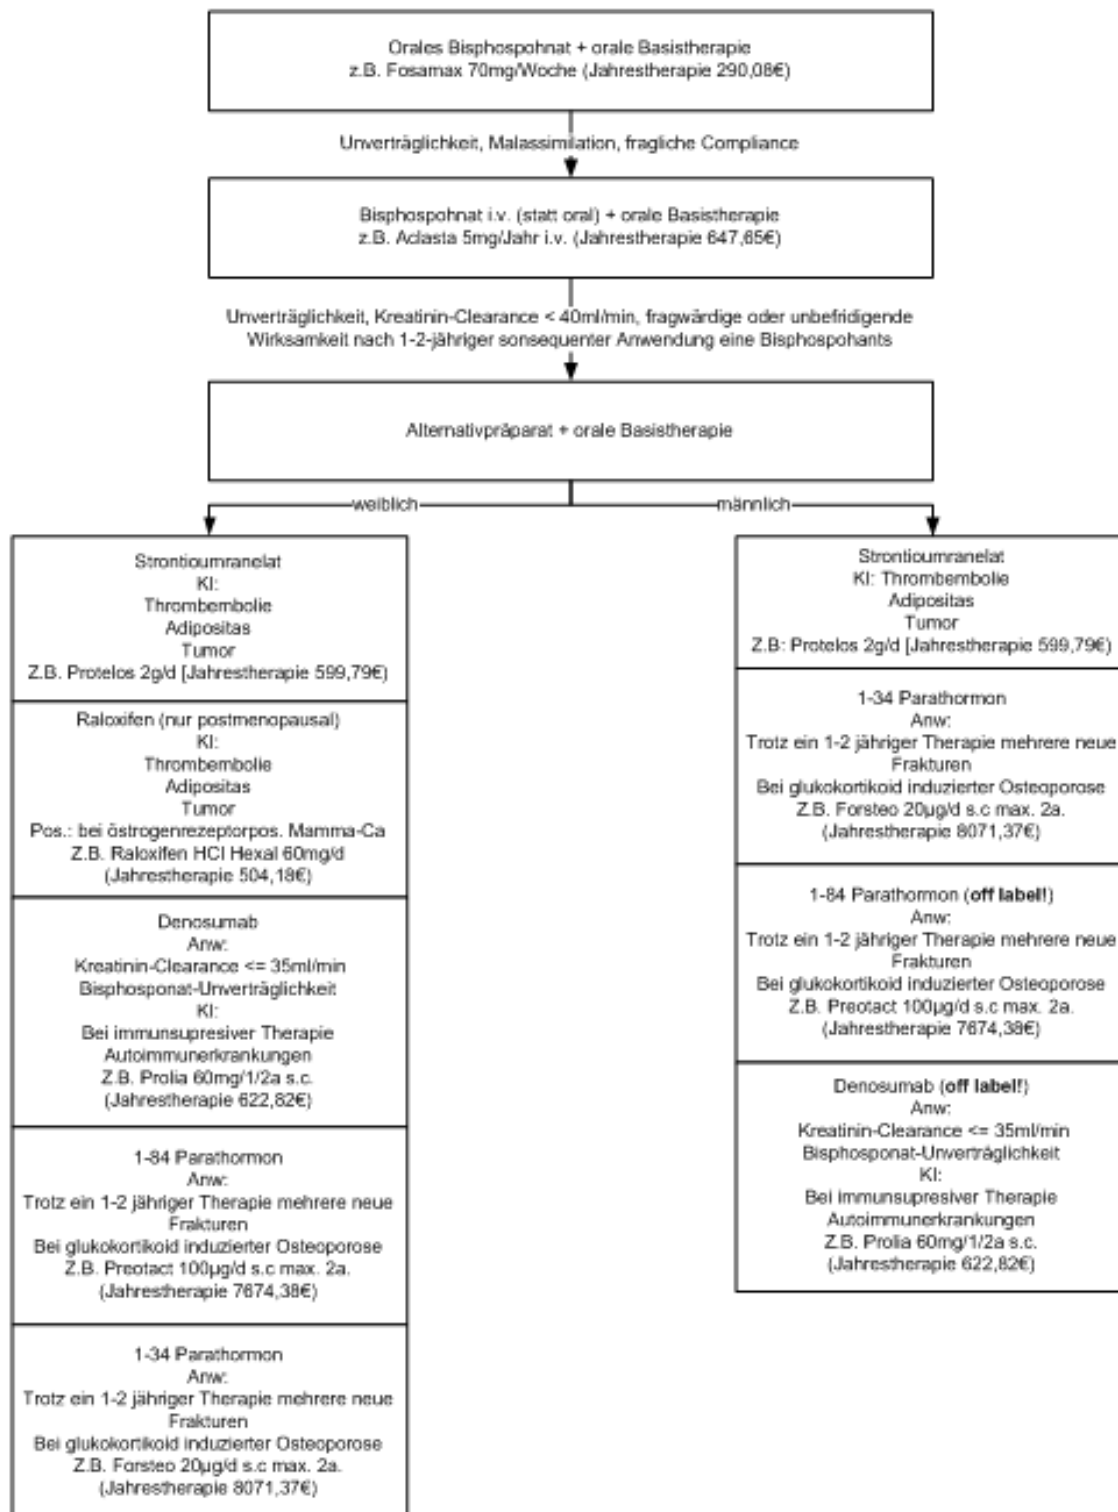 Orales Bisphospohnat + orale Basistherapie
z.B. Fosamax 70mg/Woche (Jahrestherapie 290,08€)
Unverträglichkeit, Malassimilation, fragliche Compliance
Bisphospohnat i.v. (statt oral) + orale Basistherapie
z.B. Aclasta 5mg/Jahr i.v. (Jahrestherapie 647,65€)
Unverträglichkeit, Kreatinin-Clearance < 40ml/min, fragwärdige oder unbefridigende
Wirksamkeit nach 1-2-jähriger sonsequenter Anwendung eine Bisphospohants
Alternativpräparat + orale Basistherapie
weiblich
männlich
Strontioumranelat
KI:
Thrombembolie
Adipositas
Tumor
Z.B. Protelos 2g/d [Jahrestherapie 599,79€)
Raloxifen (nur postmenopausal)
KI:
Thrombembolie
Adipositas
Tumor
Pos.: bei östrogenrezeptorpos. Mamma-Ca
Z.B. Raloxifen HCl Hexal 60mg/d
(Jahrestherapie 504,18€)
Denosumab
Anw:
Kreatinin-Clearance <= 35ml/min
Bisphosponat-Unverträglichkeit
KI:
Bei immunsupresiver Therapie
Autoimmunerkrankungen
Z.B. Prolia 60mg/1/2a s.c.
(Jahrestherapie 622,82€)
1-84 Parathormon
Anw:
Trotz ein 1-2 jähriger Therapie mehrere neue
Frakturen
Bei glukokortikoid induzierter Osteoporose
Z.B. Preotact 100µg/d s.c max. 2a.
(Jahrestherapie 7674,38€)
1-34 Parathormon
Anw:
Trotz ein 1-2 jähriger Therapie mehrere neue
Frakturen
Bei glukokortikoid induzierter Osteoporose
Z.B. Forsteo 20µg/d s.c max. 2a.
(Jahrestherapie 8071,37€)
Strontioumranelat
KI: Thrombembolie
Adipositas
Tumor
Z.B: Protelos 2g/d [Jahrestherapie 599,79€)
1-34 Parathormon
Anw:
Trotz ein 1-2 jähriger Therapie mehrere neue
Frakturen
Bei glukokortikoid induzierter Osteoporose
Z.B. Forsteo 20µg/d s.c max. 2a.
(Jahrestherapie 8071,37€)
1-84 Parathormon (off label!)
Anw:
Trotz ein 1-2 jähriger Therapie mehrere neue
Frakturen
Bei glukokortikoid induzierter Osteoporose
Z.B. Preotact 100µg/d s.c max. 2a.
(Jahrestherapie 7674,38€)
Denosumab (off label!)
Anw:
Kreatinin-Clearance <= 35ml/min
Bisphosponat-Unverträglichkeit
KI:
Bei immunsupresiver Therapie
Autoimmunerkrankungen
Z.B. Prolia 60mg/1/2a s.c.
(Jahrestherapie 622,82€)